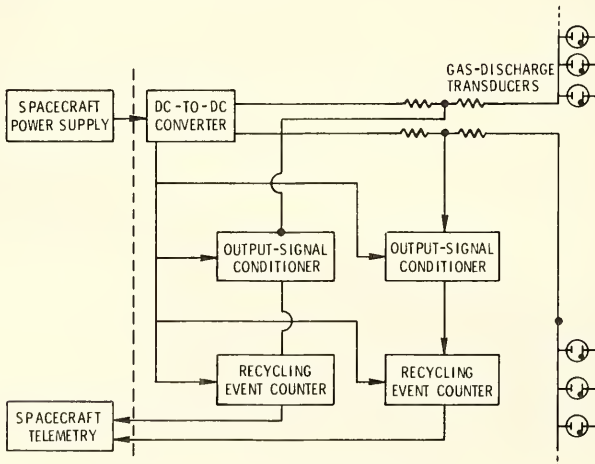 GAS-DISCHARGE
TRANSDUCERS
SPACECRAFT
POWER SUPPLY
DC-TO-DC
CONVERTER
OUTPUT-SIGNAL
CONDITIONER
OUTPUT-SIGNAL
CONDITIONER
RECYCLING
EVENT COUNTER
RECYCLING
EVENT COUNTER
SPACECRAFT
TELEMETRY